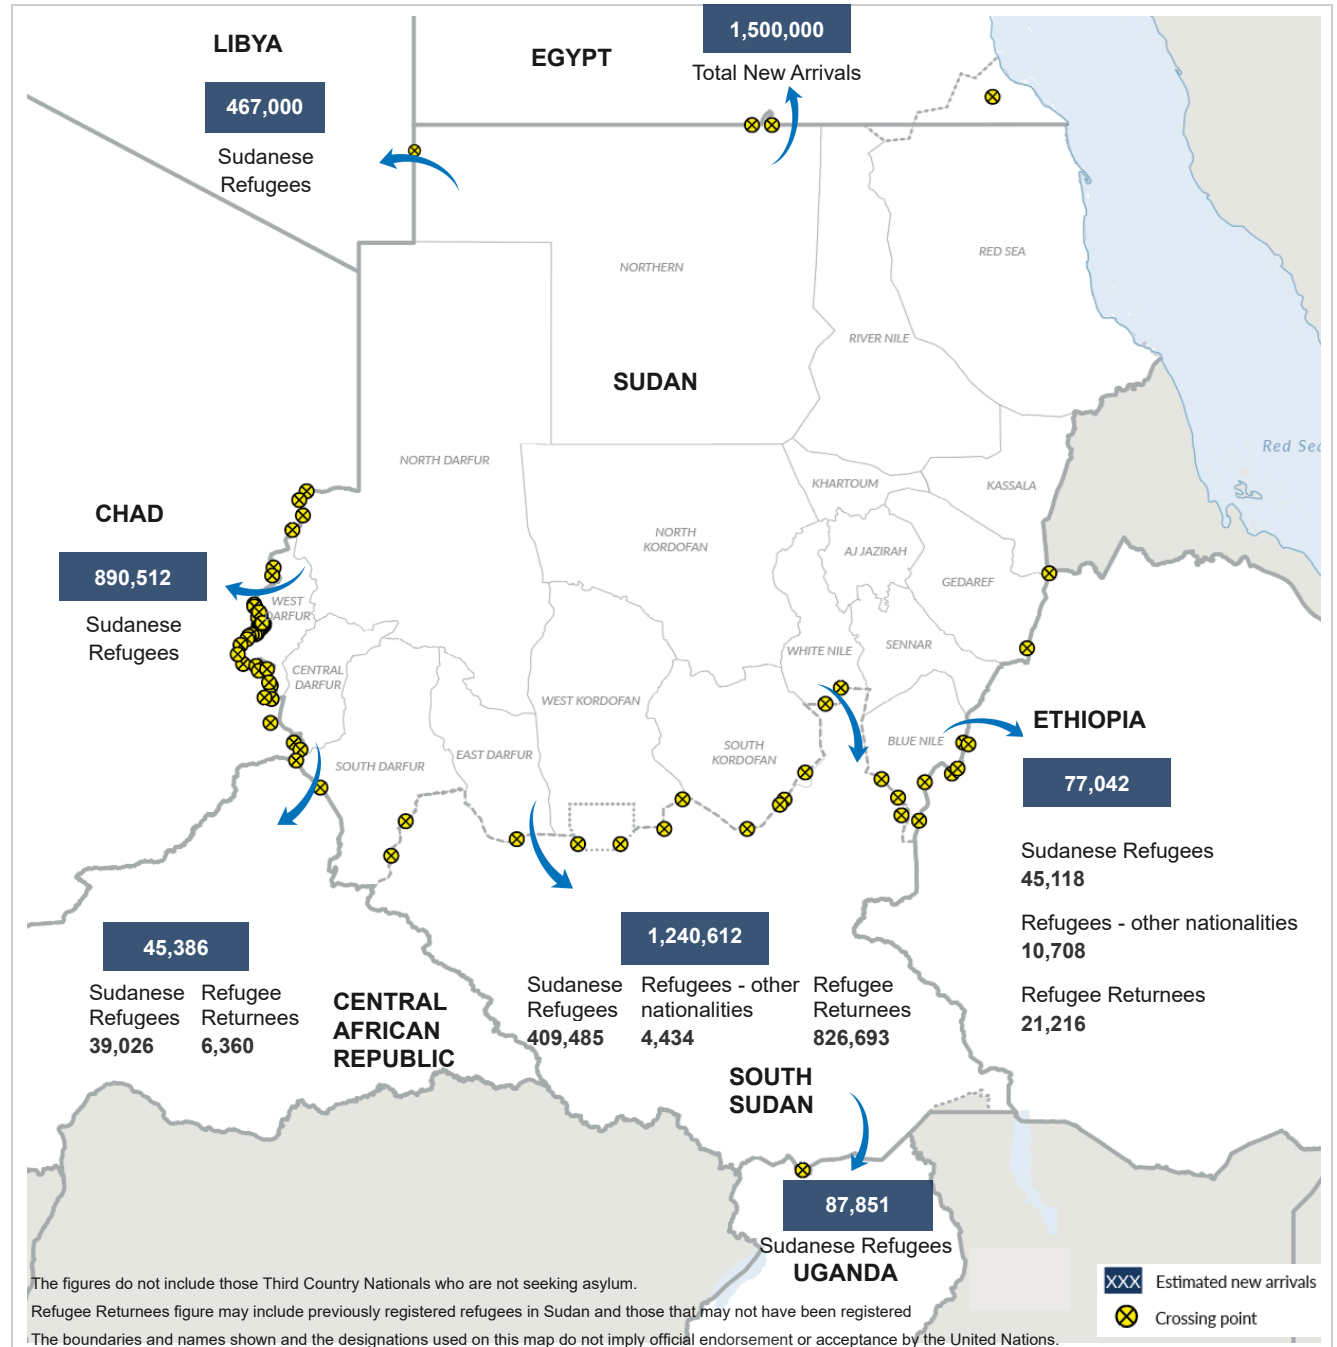 LIBYA
467,000
Sudanese
Refugees
EGYPT
1,500,000
Total New Arrivals
NORTHERN
RED SEA
RIVER NILE
SUDAN
Red Sea
NORTH DARFUR
KHARTOUM
KASSALA
CHAD
890,512
Sudanese
Refugees
NORTH
KORDOFAN
AJ JAZIRAH
GEDAREF
WEST
DARFUR
CENTRAL
DARFUR
WHITE NILE
SENNAR
WEST KORDOFAN
SOUTH
KORDOFAN
BLUE NILE
EAST DARFUR
SOUTH DARFUR
ETHIOPIA
77,042
Sudanese Refugees
45,118
Refugees - other nationalities
10,708
Refugee Returnees
21,216
45,386
Sudanese
Refugees
39,026
Refugee
Returnees
6,360
CENTRAL
AFRICAN
REPUBLIC
1,240,612
Sudanese
Refugees
409,485
Refugees - other
nationalities
4,434
Refugee
Returnees
826,693
SOUTH
SUDAN
87,851
Sudanese Refugees
UGANDA
XXX Estimated new arrivals
Crossing point
The figures do not include those Third Country Nationals who are not seeking asylum.
Refugee Returnees figure may include previously registered refugees in Sudan and those that may not have been registered
The boundaries and names shown and the designations used on this map do not imply official endorsement or acceptance by the United Nations.